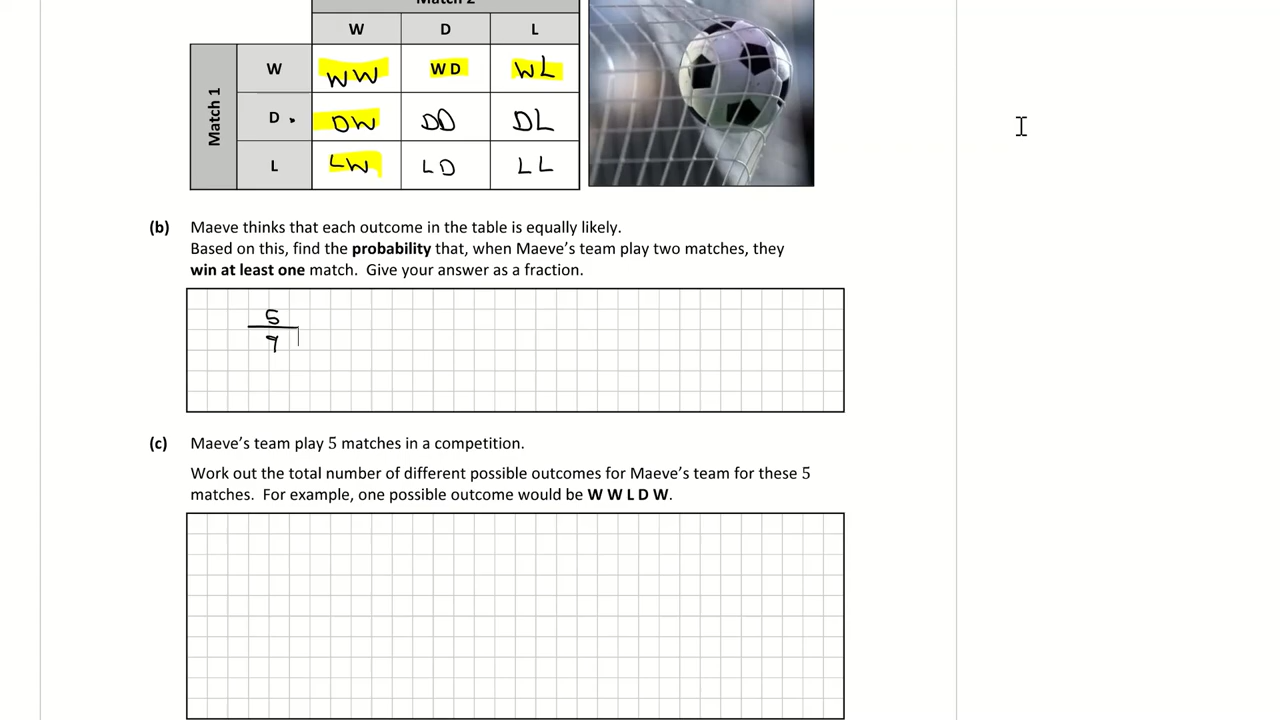 Match 2
W D L
Match 1
W WW WD WL
D DW DD DL
L LW LD LL
(b) Maeve thinks that each outcome in the table is equally likely.
Based on this, find the probability that, when Maeve's team play two matches, they
win at least one match. Give your answer as a fraction.
5
9
(c) Maeve's team play 5 matches in a competition.
Work out the total number of different possible outcomes for Maeve's team for these 5
matches. For example, one possible outcome would be W W L D W.